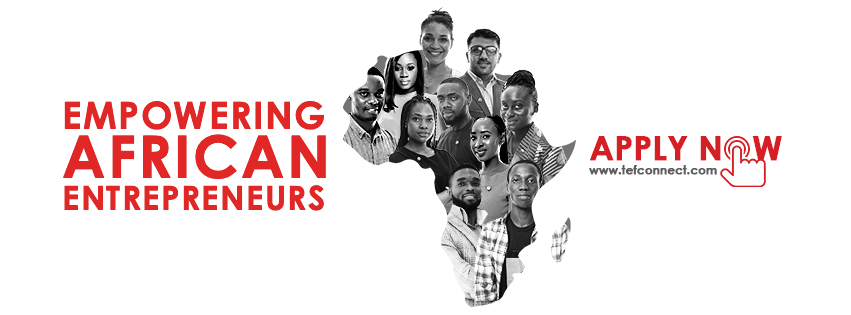 EMPOWERING
AFRICAN
ENTREPRENEURS
APPLY NOW
www.tefconnect.com